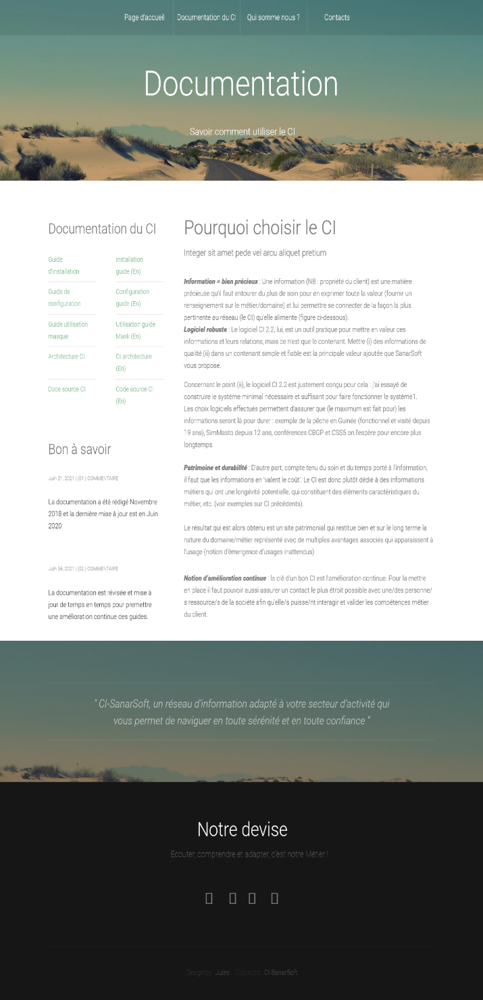 Page d'accueil
Documentation du CI
Qui somme nous ?
Contacts
Documentation
Savoir comment utiliser le CI
Documentation du CI
Guide
d'installation
Installation
guide (En)
Guide de
configuration
Configuration
guide (En)
Guide utilisation
masque
Utilisation guide
Mask (En)
Architecture CI
CI architecture
(En)
Code source CI
Code source CI
(En)
Bon à savoir
Juin 21, 2021 | (01 ) COMMENTAIRE
La documentation a été rédigé Novembre
2018 et la dernière mise à jour est en Juin
2020
Juin 04, 2021 | (02 ) COMMENTAIRE
La documentation est révisée et mise à
jour de temps en temps pour premettre
une amélioration continue des guides.
Pourquoi choisir le CI
Integer sit amet pede vel arcu aliquet pretium
Information = bien précieux : Une information (NB : propriété du client) est une matière
précieuse qu'il faut entourer du plus de soin pour en exprimer toute la valeur (fournir un
renseignement sur le métier/domaine) et lui permettre se connecter de la façon la plus
pertinente au réseau (le CI) qu'elle alimente (figure ci-dessous).
Logiciel robuste : Le logiciel CI 2.2, lui, est un outil pratique pour mettre en valeur ces
informations et leurs relations, mais ce n'est que le contenant. Mettre (i) des informations de
qualité (ii) dans un contenant simple et fiable est la principale valeur ajoutée que SanarSoft
vous propose.
Concernant le point (ii), le logiciel CI 2.2 est justement conçu pour cela : j'ai essayé de
construire le système minimal nécessaire et suffisant pour faire fonctionner le système1.
Les choix logiciels effectués permettent d'assurer que (le maximum est fait pour) les
informations seront là pour durer : exemple de la pêche en Guinée (fonctionnel et visité depuis
19 ans), SimMasto depuis 12 ans, conférences CBGP et CSS5 on l'espère pour encore plus
longtemps.
Patrimoine et durabilité : D'autre part, compte tenu du soin et du temps porté à l'information,
il faut que les informations en 'valent le coût'. Le CI est donc plutôt dédié à des informations
métiers qui ont une longévité potentielle, qui constituent des éléments caractéristiques du
métier, etc. (voir exemples sur CI précédents).
Le résultat qui est alors obtenu est un site patrimonial qui restitue bien et sur le long terme la
nature du domaine/métier représenté avec de multiples avantages associés qui apparaissent à
l'usage (notion d'émergence d'usages inattendus)
Notion d'amélioration continue : la clé d'un bon CI est l'amélioration continue. Pour la mettre
en place il faut pouvoir aussi assurer un contact le plus étroit possible avec une/des personne/
s ressource/s de la société afin qu'elle/s puisse/nt interagir et valider les compétences métier
du client.
" CI-SanarSoft, un réseau d'information adapté à votre secteur d'activité qui
vous permet de naviguer en toute sérénité et en toute confiance "
Notre devise
Ecouter, comprendre et adapter, c'est notre Métier !
Design by : Jules Copyright : CI-SanarSoft